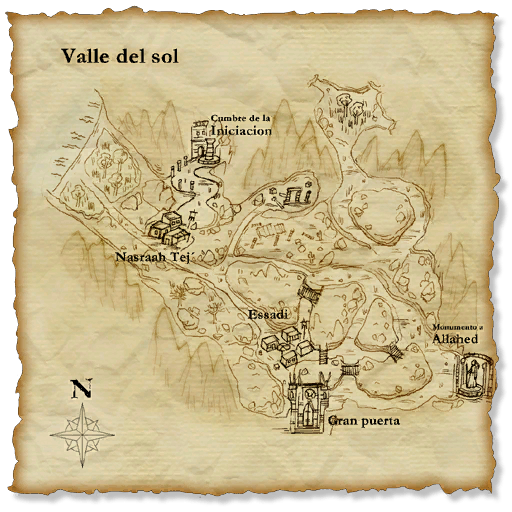 Valle del sol
Cumbre de la
Iniciacion
Nasraah Tej
Essadi
Monumento a
Allahed
Gran puerta
N